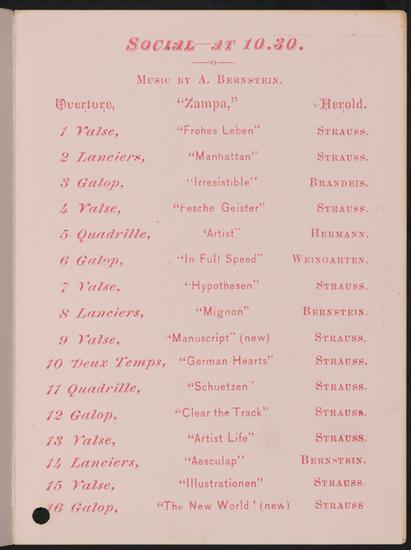 SOCIAL AT 10.30.
MUSIC BY A. BERNSTEIN.
Overture, "Zampa," Herold.
1 Valse, "Frohes Leben" STRAUSS.
2 Lanciers, "Manhattan" STRAUSS.
3 Galop, "Irresistible" BRANDEIS.
4 Valse, "Fesche Geister" STRAUSS.
5 Quadrille, 'Artist" HERMANN.
6 Galop, "In Full Speed" WEINGARTEN.
7 Valse, "Hypothesen" STRAUSS.
8 Lanciers, "Mignon" BERNSTEIN.
9 Valse, "Manuscript" (new) STRAUSS.
10 Deux Temps, "German Hearts" STRAUSS.
11 Quadrille, "Schuetzen" STRAUSS.
12 Galop, "Clear the Track" STRAUSS.
13 Valse, "Artist Life" STRAUSS.
14 Lanciers, "Aesculap" BERNSTEIN.
15 Valse, "Illustrationen" STRAUSS.
16 Galop, "The New World' (new) STRAUSS